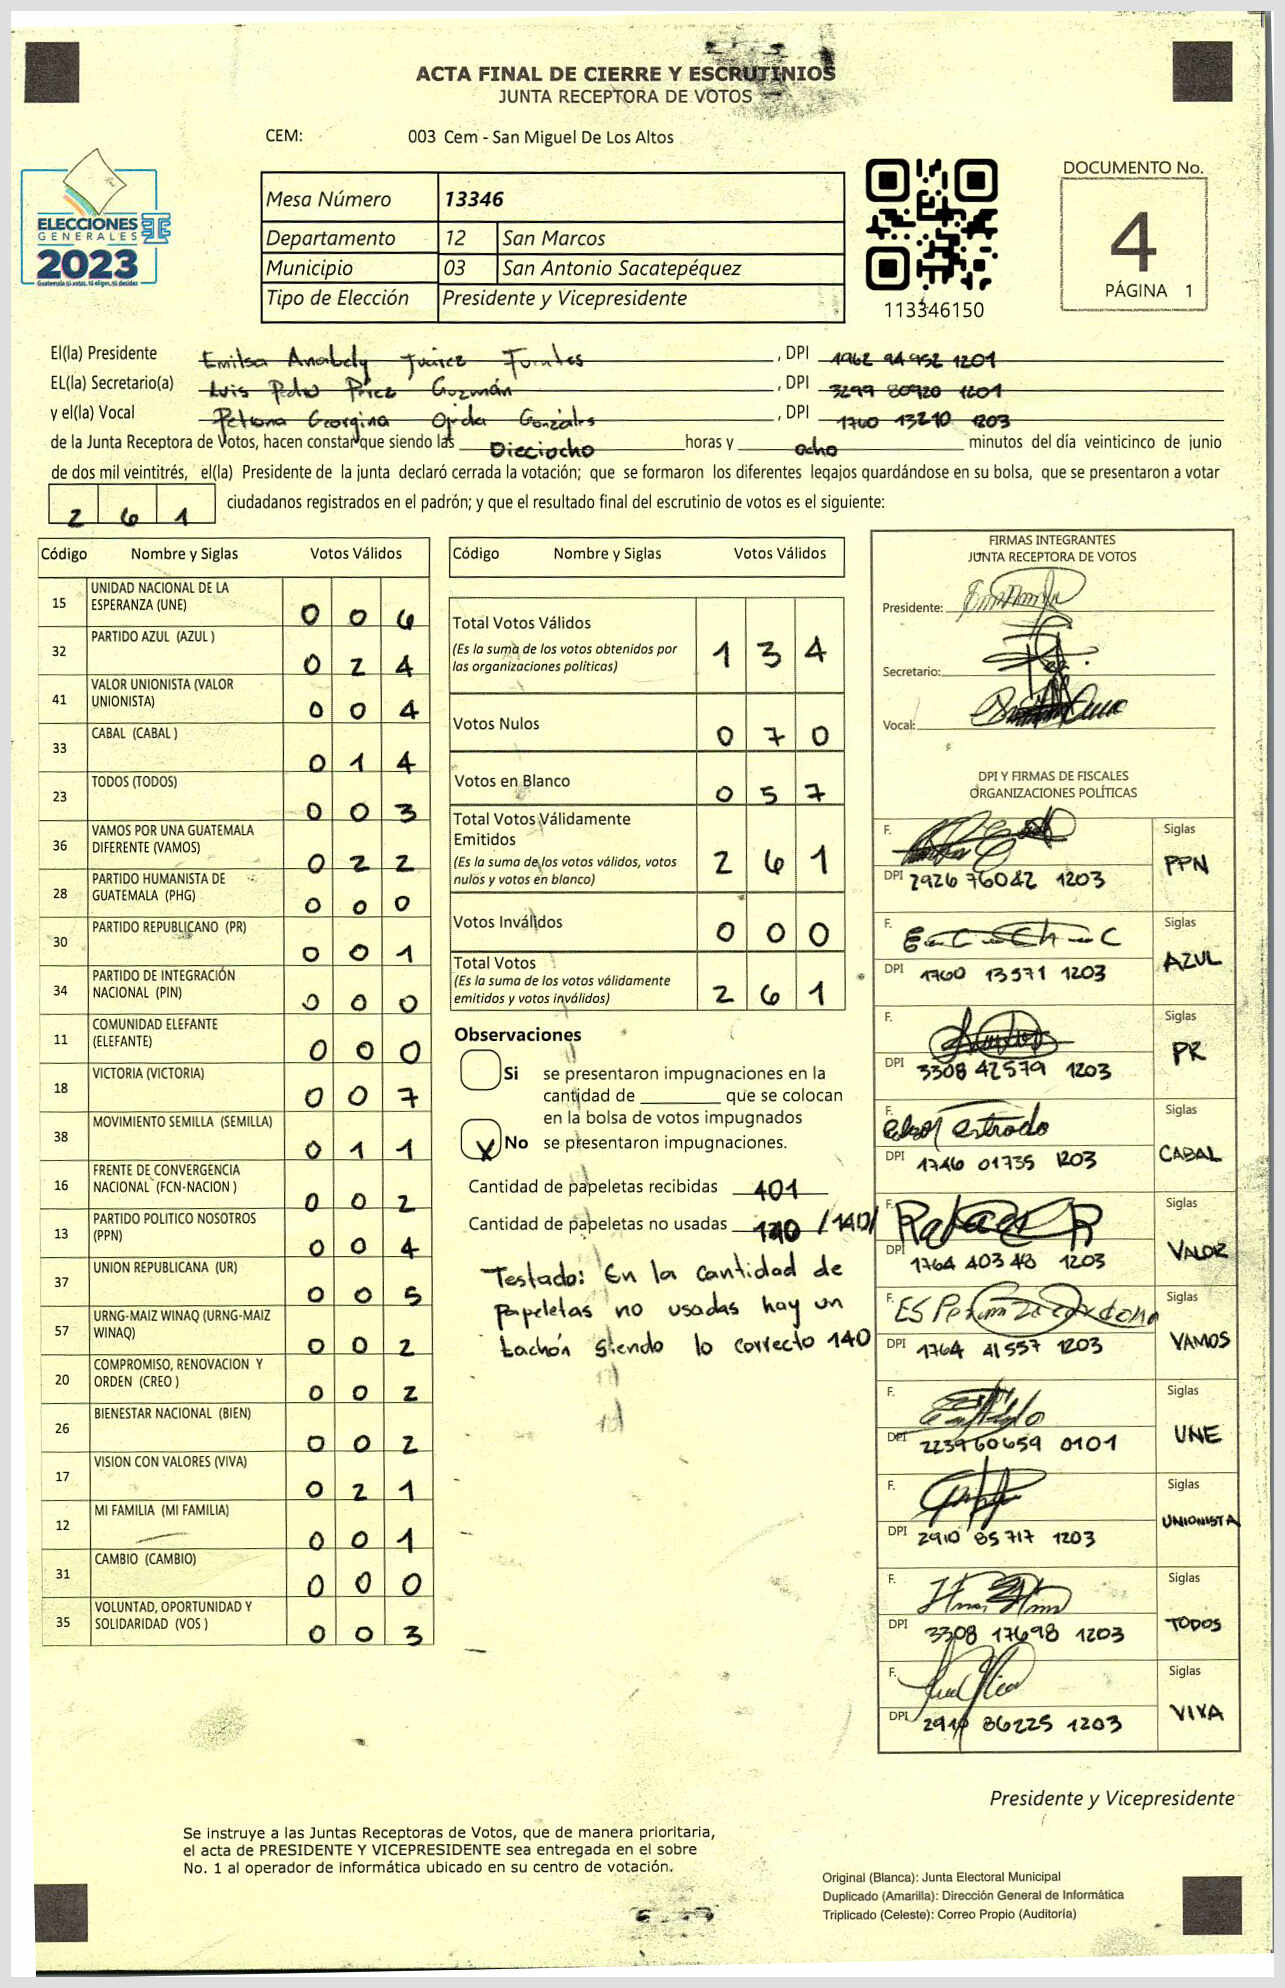 ACTA FINAL DE CIERRE Y ESCRUTINIOS
JUNTA RECEPTORA DE VOTOS
CEM: 003 Cem - San Miguel De Los Altos
ELECCIONES
GENERALES
2023
Guatemala tú votas, tú eliges, tú decides
Mesa Número 13346
Departamento 12 San Marcos
Municipio 03 San Antonio Sacatepéquez
Tipo de Elección Presidente y Vicepresidente
113346150
DOCUMENTO No.
4
PÁGINA 1
El(la) Presidente Emilsa Anabely Juárez Fuentes , DPI 1962 94952 1201
EL(la) Secretario(a) Luis Pedro Pérez Guzmán , DPI 3299 80920 1201
y el(la) Vocal Petrona Georgina Ojeda Gonzáles , DPI 1760 13210 1203
de la Junta Receptora de Votos, hacen constar que siendo las Dieciocho horas y ocho minutos del día veinticinco de junio
de dos mil veintitrés, el(la) Presidente de la junta declaró cerrada la votación; que se formaron los diferentes legajos quardándose en su bolsa, que se presentaron a votar
261 ciudadanos registrados en el padrón; y que el resultado final del escrutinio de votos es el siguiente:
Código Nombre y Siglas Votos Válidos
15 UNIDAD NACIONAL DE LA ESPERANZA (UNE) 0 0 6
32 PARTIDO AZUL (AZUL ) 0 2 4
41 VALOR UNIONISTA (VALOR UNIONISTA) 0 0 4
33 CABAL (CABAL ) 0 1 4
23 TODOS (TODOS) 0 0 3
36 VAMOS POR UNA GUATEMALA DIFERENTE (VAMOS) 0 2 2
28 PARTIDO HUMANISTA DE GUATEMALA (PHG) 0 0 0
30 PARTIDO REPUBLICANO (PR) 0 0 1
34 PARTIDO DE INTEGRACIÓN NACIONAL (PIN) 0 0 0
11 COMUNIDAD ELEFANTE (ELEFANTE) 0 0 0
18 VICTORIA (VICTORIA) 0 0 7
38 MOVIMIENTO SEMILLA (SEMILLA) 0 1 1
16 FRENTE DE CONVERGENCIA NACIONAL (FCN-NACION ) 0 0 2
13 PARTIDO POLITICO NOSOTROS (PPN) 0 0 4
37 UNION REPUBLICANA (UR) 0 0 5
57 URNG-MAIZ WINAQ (URNG-MAIZ WINAQ) 0 0 2
20 COMPROMISO, RENOVACION Y ORDEN (CREO ) 0 0 2
26 BIENESTAR NACIONAL (BIEN) 0 0 2
17 VISION CON VALORES (VIVA) 0 2 1
12 MI FAMILIA (MI FAMILIA) 0 0 1
31 CAMBIO (CAMBIO) 0 0 0
35 VOLUNTAD, OPORTUNIDAD Y SOLIDARIDAD (VOS ) 0 0 3
Código Nombre y Siglas Votos Válidos
Total Votos Válidos 1 3 4
(Es la suma de los votos obtenidos por
las organizaciones políticas)
Votos Nulos 0 7 0
Votos en Blanco 0 5 7
Total Votos Válidamente
Emitidos 2 6 1
(Es la suma de los votos válidos, votos
nulos y votos en blanco)
Votos Inválidos 0 0 0
Total Votos 2 6 1
(Es la suma de los votos válidamente
emitidos y votos inválidos)
Observaciones
Si se presentaron impugnaciones en la
cantidad de ________ que se colocan
en la bolsa de votos impugnados
X No se presentaron impugnaciones.
Cantidad de papeletas recibidas 401
Cantidad de papeletas no usadas 140 /140/
Testado: En la cantidad de
papeletas no usadas hay un
tachón siendo lo correcto 140
FIRMAS INTEGRANTES
JUNTA RECEPTORA DE VOTOS
Presidente:
Secretario:
Vocal:
DPI Y FIRMAS DE FISCALES
ORGANIZACIONES POLÍTICAS
F. Siglas
DPI 2926 76042 1203 PPN
F. Siglas
DPI 1760 13571 1203 AZUL
F. Siglas
DPI 3308 42579 1203 PR
F. Siglas
DPI 1746 01735 1203 CABAL
F. Siglas
DPI 1764 40348 1203 VALOR
F. Siglas
DPI 1764 41557 1203 VAMOS
F. Siglas
DPI 2239 60659 0101 UNE
F. Siglas
DPI 2910 85717 1203 UNIONISTA
F. Siglas
DPI 3308 17698 1203 TODOS
F. Siglas
DPI 2910 86225 1203 VIVA
Presidente y Vicepresidente
Se instruye a las Juntas Receptoras de Votos, que de manera prioritaria,
el acta de PRESIDENTE Y VICEPRESIDENTE sea entregada en el sobre
No. 1 al operador de informática ubicado en su centro de votación.
Original (Blanca): Junta Electoral Municipal
Duplicado (Amarilla): Dirección General de Informática
Triplicado (Celeste): Correo Propio (Auditoría)